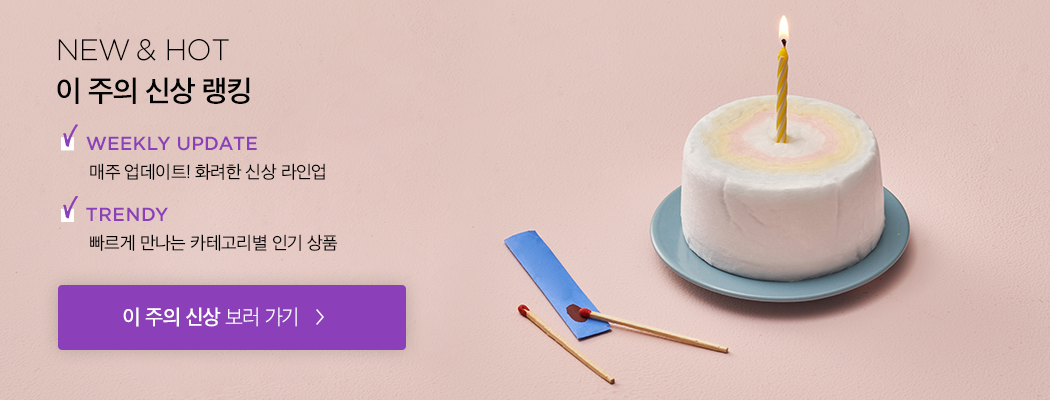 NEW & HOT
이 주의 신상 랭킹
WEEKLY UPDATE
매주 업데이트! 화려한 신상 라인업
TRENDY
빠르게 만나는 카테고리별 인기 상품
이 주의 신상 보러 가기 >